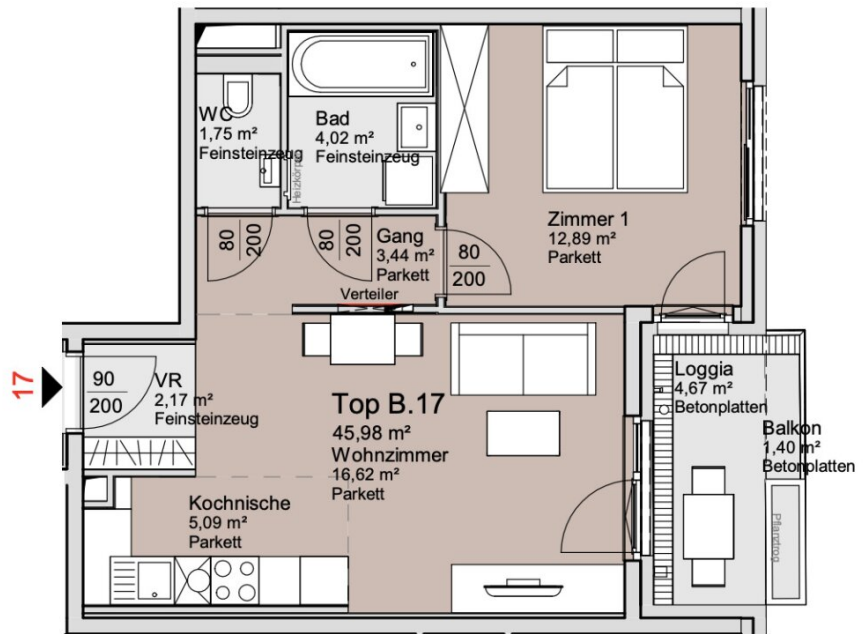 WC
1,75 m²
Feinsteinzeug
Bad
4,02 m²
Feinsteinzeug
Heizkörper
Zimmer 1
12,89 m²
Parkett
80
200
80
200
Gang
3,44 m²
Parkett
80
200
Verteiler
17
90
200
VR
2,17 m²
Feinsteinzeug
Top B.17
45,98 m²
Wohnzimmer
16,62 m²
Parkett
Loggia
4,67 m²
Betonplatten
Balkon
1,40 m²
Betonplatten
Kochnische
5,09 m²
Parkett
Pflanztrog